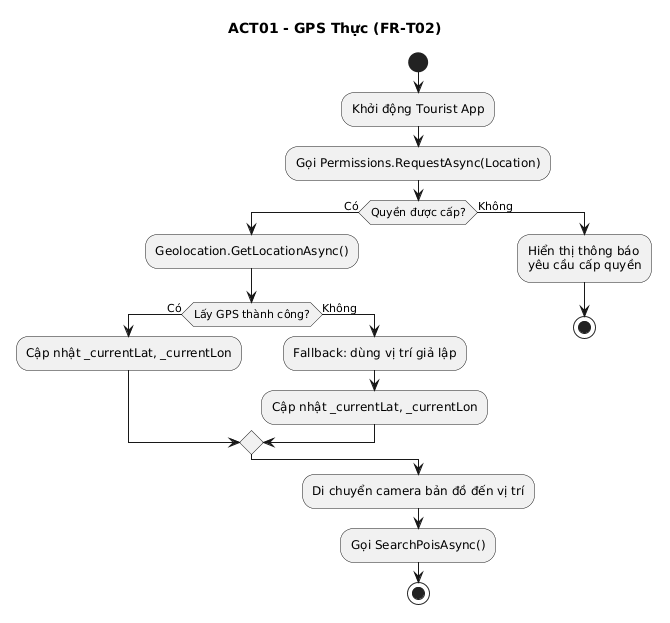 ACT01 - GPS Thực (FR-T02)
Khởi động Tourist App
Gọi Permissions.RequestAsync(Location)
Có
Quyền được cấp?
Không
Geolocation.GetLocationAsync()
Hiển thị thông báo
yêu cầu cấp quyền
Có
Lấy GPS thành công?
Không
Cập nhật _currentLat, _currentLon
Fallback: dùng vị trí giả lập
Cập nhật _currentLat, _currentLon
Di chuyển camera bản đồ đến vị trí
Gọi SearchPoisAsync()